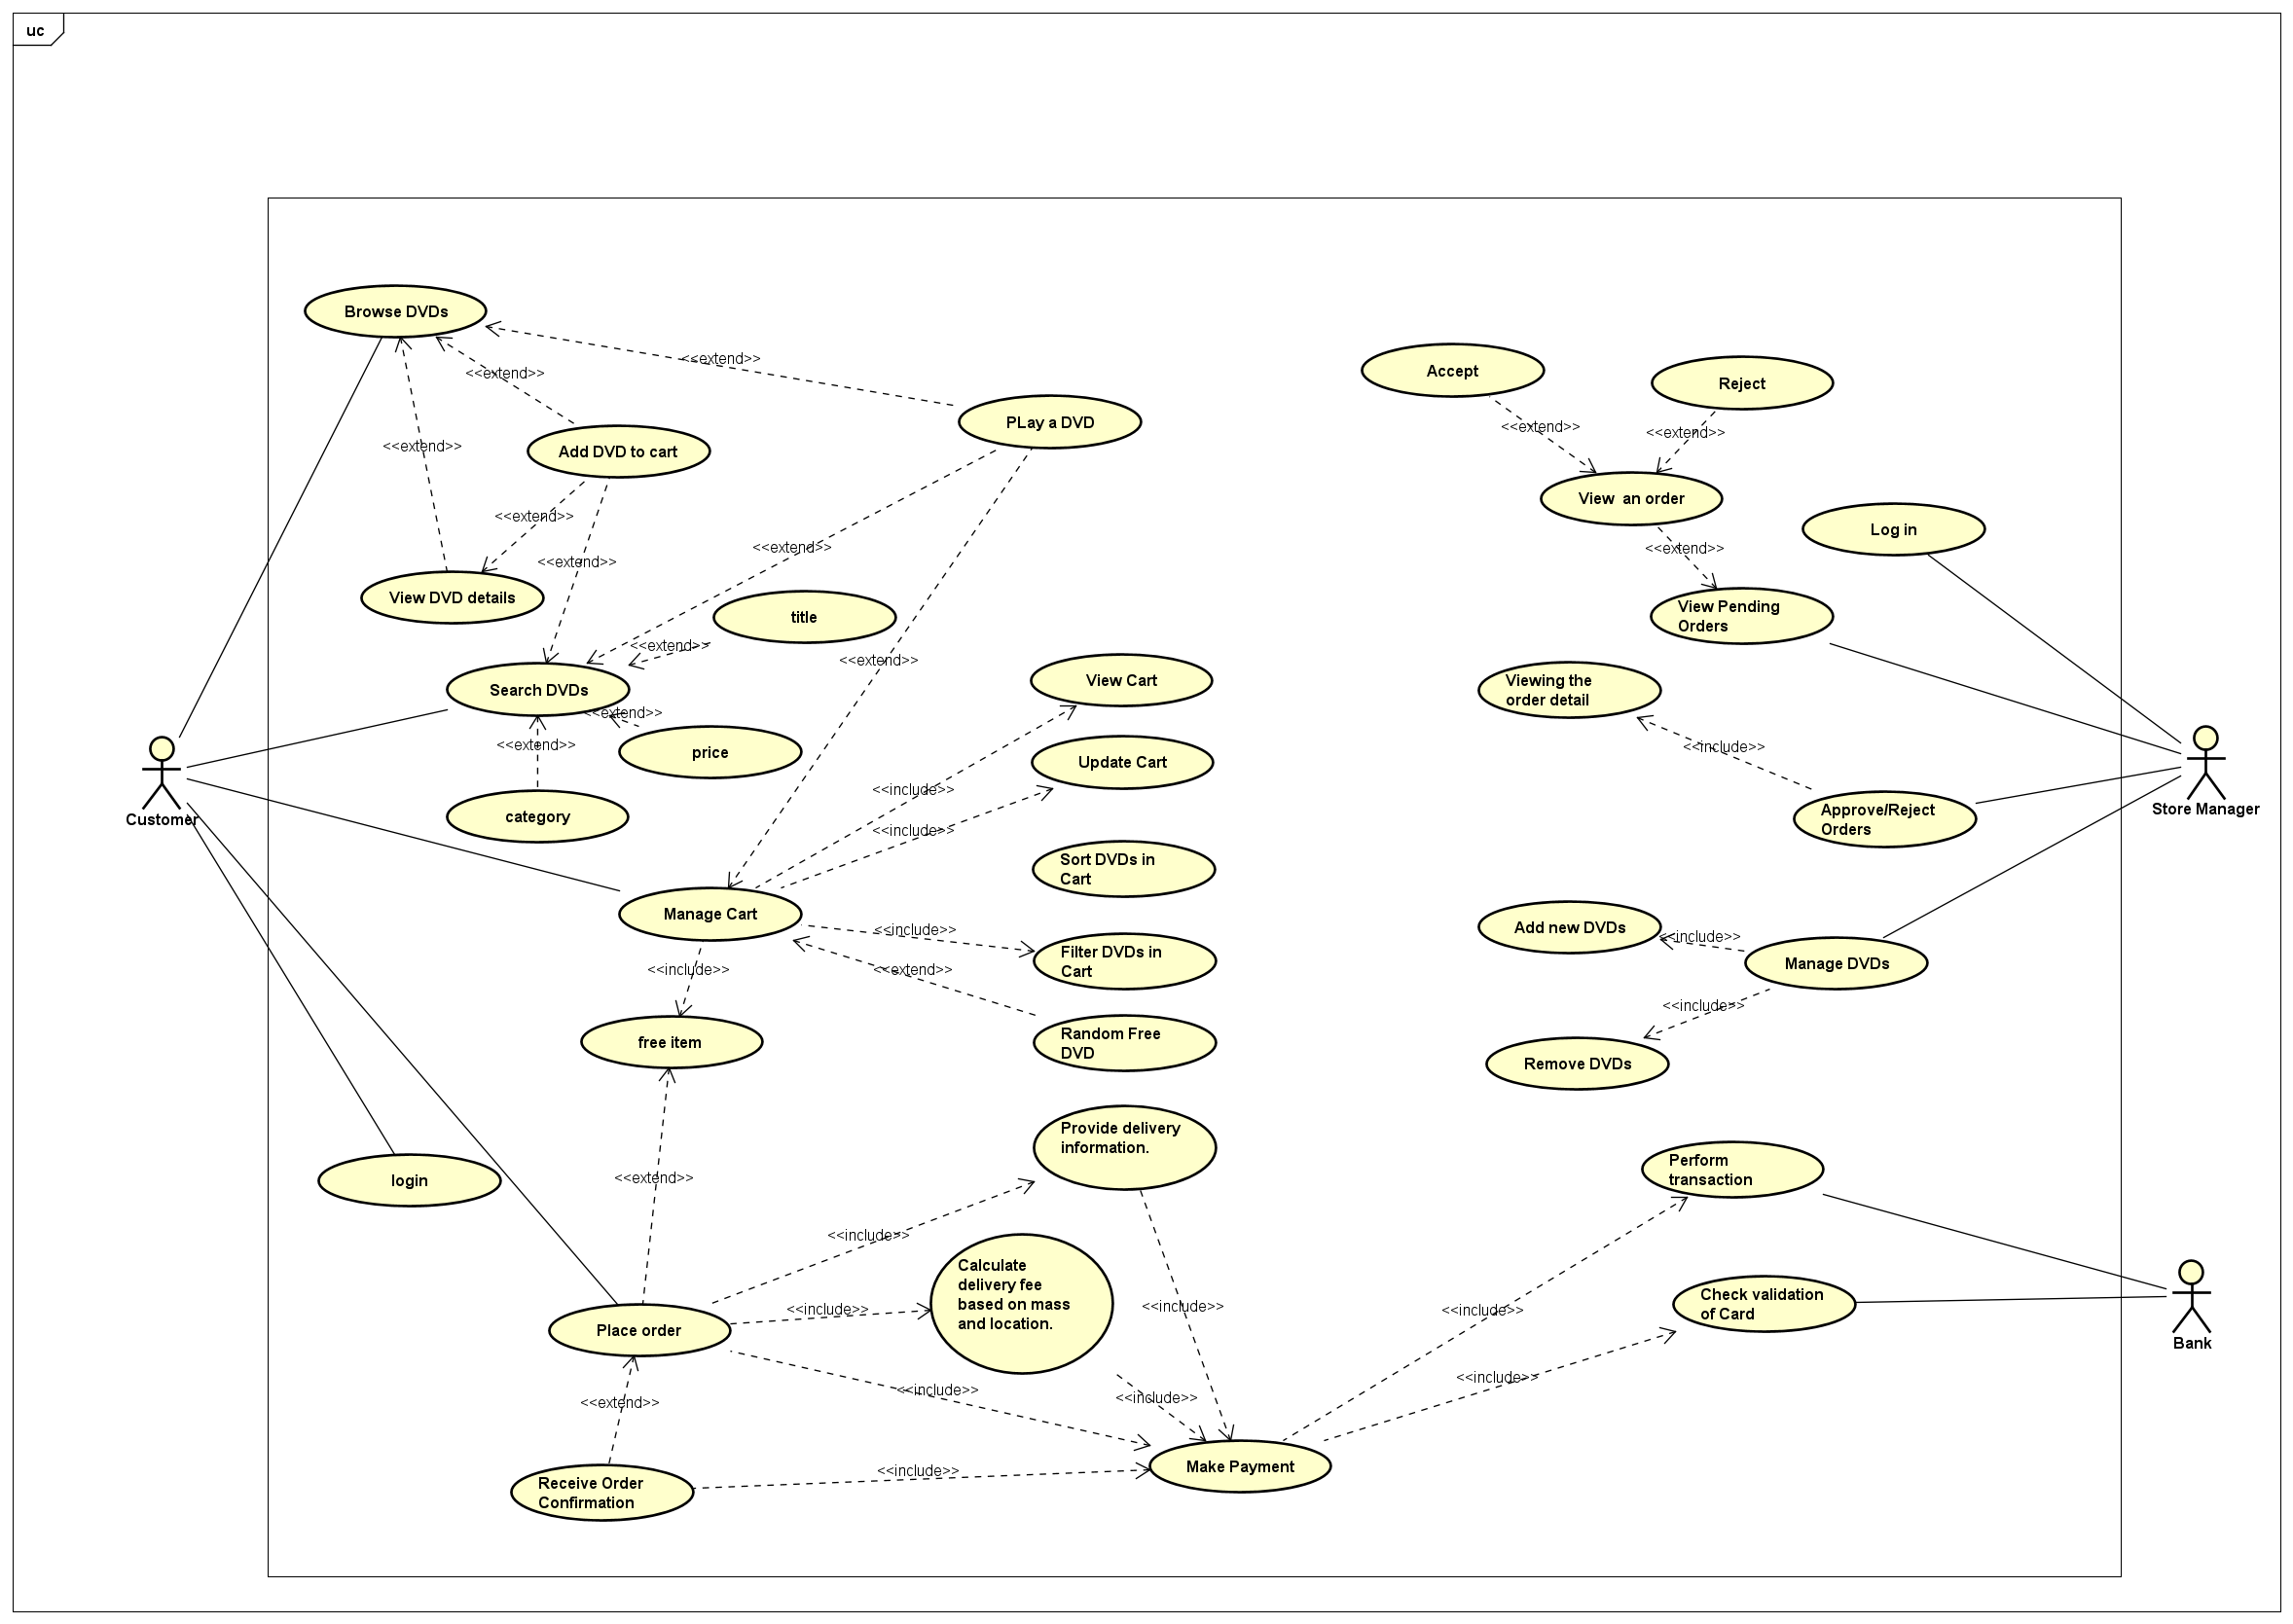 uc
Browse DVDs
<<extend>>
<<extend>>
Accept
Reject
PLay a DVD
<<extend>>
<<extend>>
<<extend>>
Add DVD to cart
View  an order
<<extend>>
Log in
<<extend>>
<<extend>>
<<extend>>
View DVD details
title
View Pending
Orders
<<extend>>
<<extend>>
View Cart
Search DVDs
Viewing the
order detail
<<extend>>
<<extend>>
<<include>>
price
Update Cart
<<include>>
Customer
category
<<include>>
Store Manager
Approve/Reject
Orders
Sort DVDs in
Cart
Manage Cart
<<include>>
Add new DVDs
<<include>>
Filter DVDs in
Cart
Manage DVDs
<<include>>
<<extend>>
<<include>>
free item
Random Free
DVD
Remove DVDs
Provide delivery
information.
Perform
transaction
<<extend>>
login
<<include>>
Calculate
delivery fee
based on mass
and location.
<<include>>
<<include>>
<<include>>
Check validation
of Card
Place order
Bank
<<include>>
<<include>>
<<include>>
<<extend>>
Make Payment
<<include>>
Receive Order
Confirmation